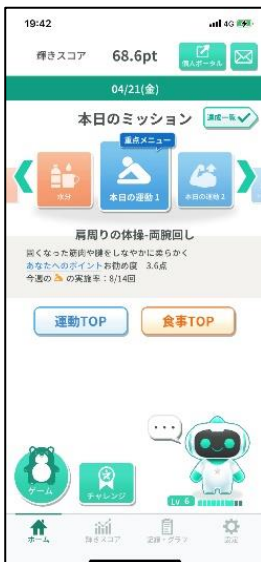 19:42
4G
輝きスコア 68.6pt
個人ポータル
04/21(金)
本日のミッション
達成一覧
重点メニュー
水分
本日の運動1
本日の運動2
肩周りの体操-両腕回し
固くなった筋肉や腱をしなやかに柔らかく
あなたへのポイントお勧め度 3.6点
今週の の実施率：8/14回
運動TOP
食事TOP
ゲーム
チャレンジ
Lv 6
ホーム
輝きスコア
記録・グラフ
設定